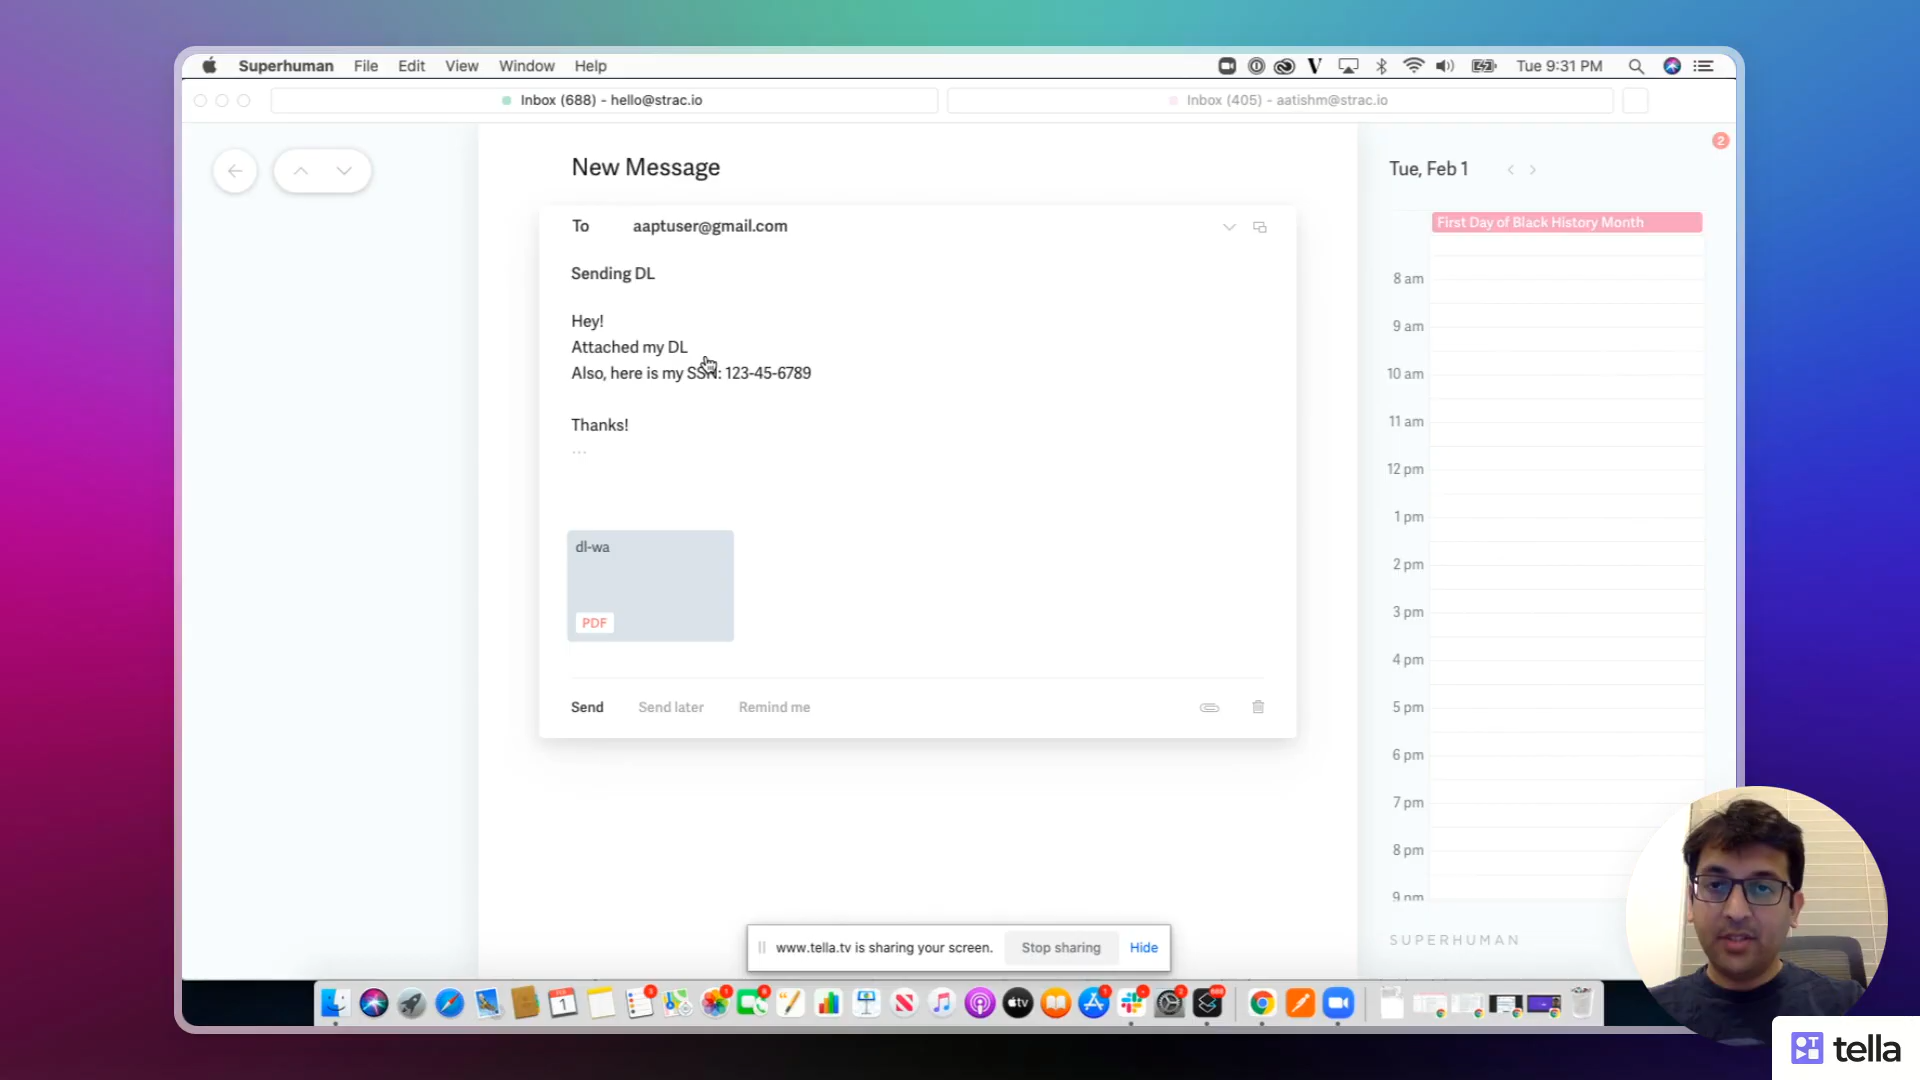 Superhuman File Edit View Window Help
Tue 9:31 PM
Inbox (688) - hello@strac.io
Inbox (405) - aatishm@strac.io
2
New Message
Tue, Feb 1
To aaptuser@gmail.com
First Day of Black History Month
Sending DL
Hey!
Attached my DL
Also, here is my SSN: 123-45-6789
Thanks!
...
dl-wa
PDF
Send Send later Remind me
8 am
9 am
10 am
11 am
12 pm
1 pm
2 pm
3 pm
4 pm
5 pm
6 pm
7 pm
8 pm
9 pm
SUPERHUMAN
www.tella.tv is sharing your screen. Stop sharing Hide
tella